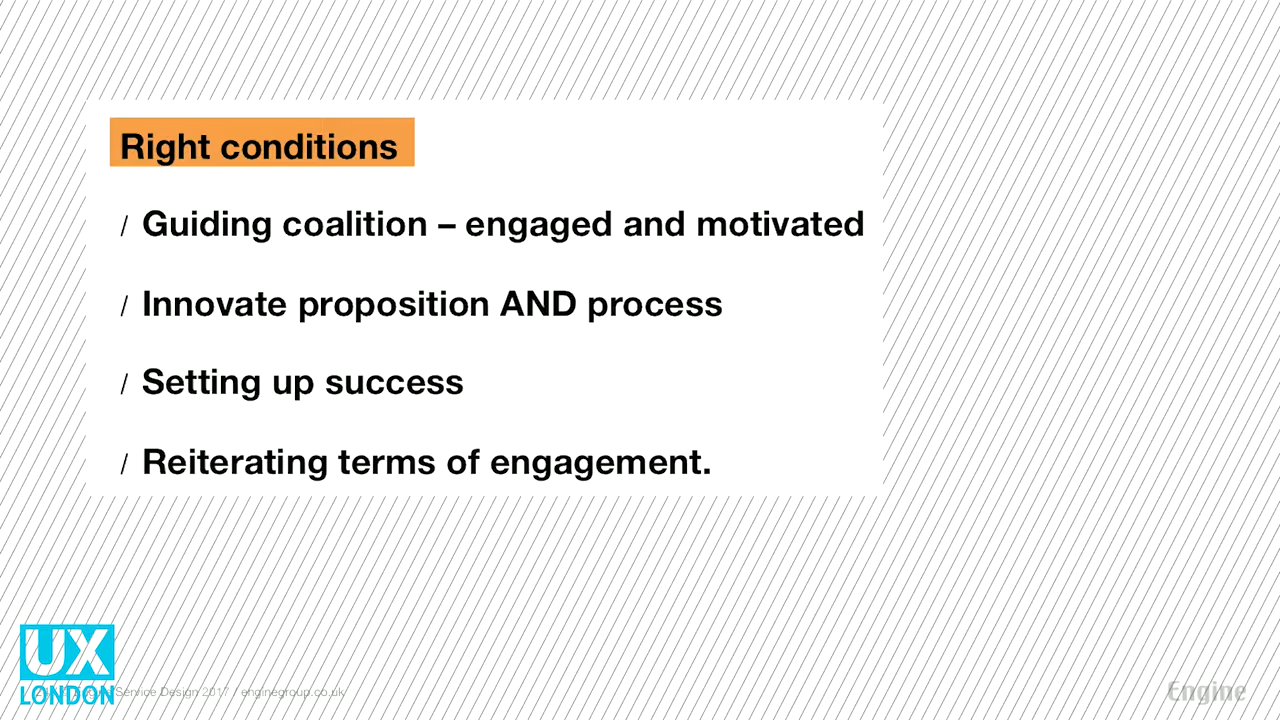 Right conditions
/ Guiding coalition – engaged and motivated
/ Innovate proposition AND process
/ Setting up success
/ Reiterating terms of engagement.
UX
LONDON
Service Design 2017 / enginegroup.co.uk
Engine